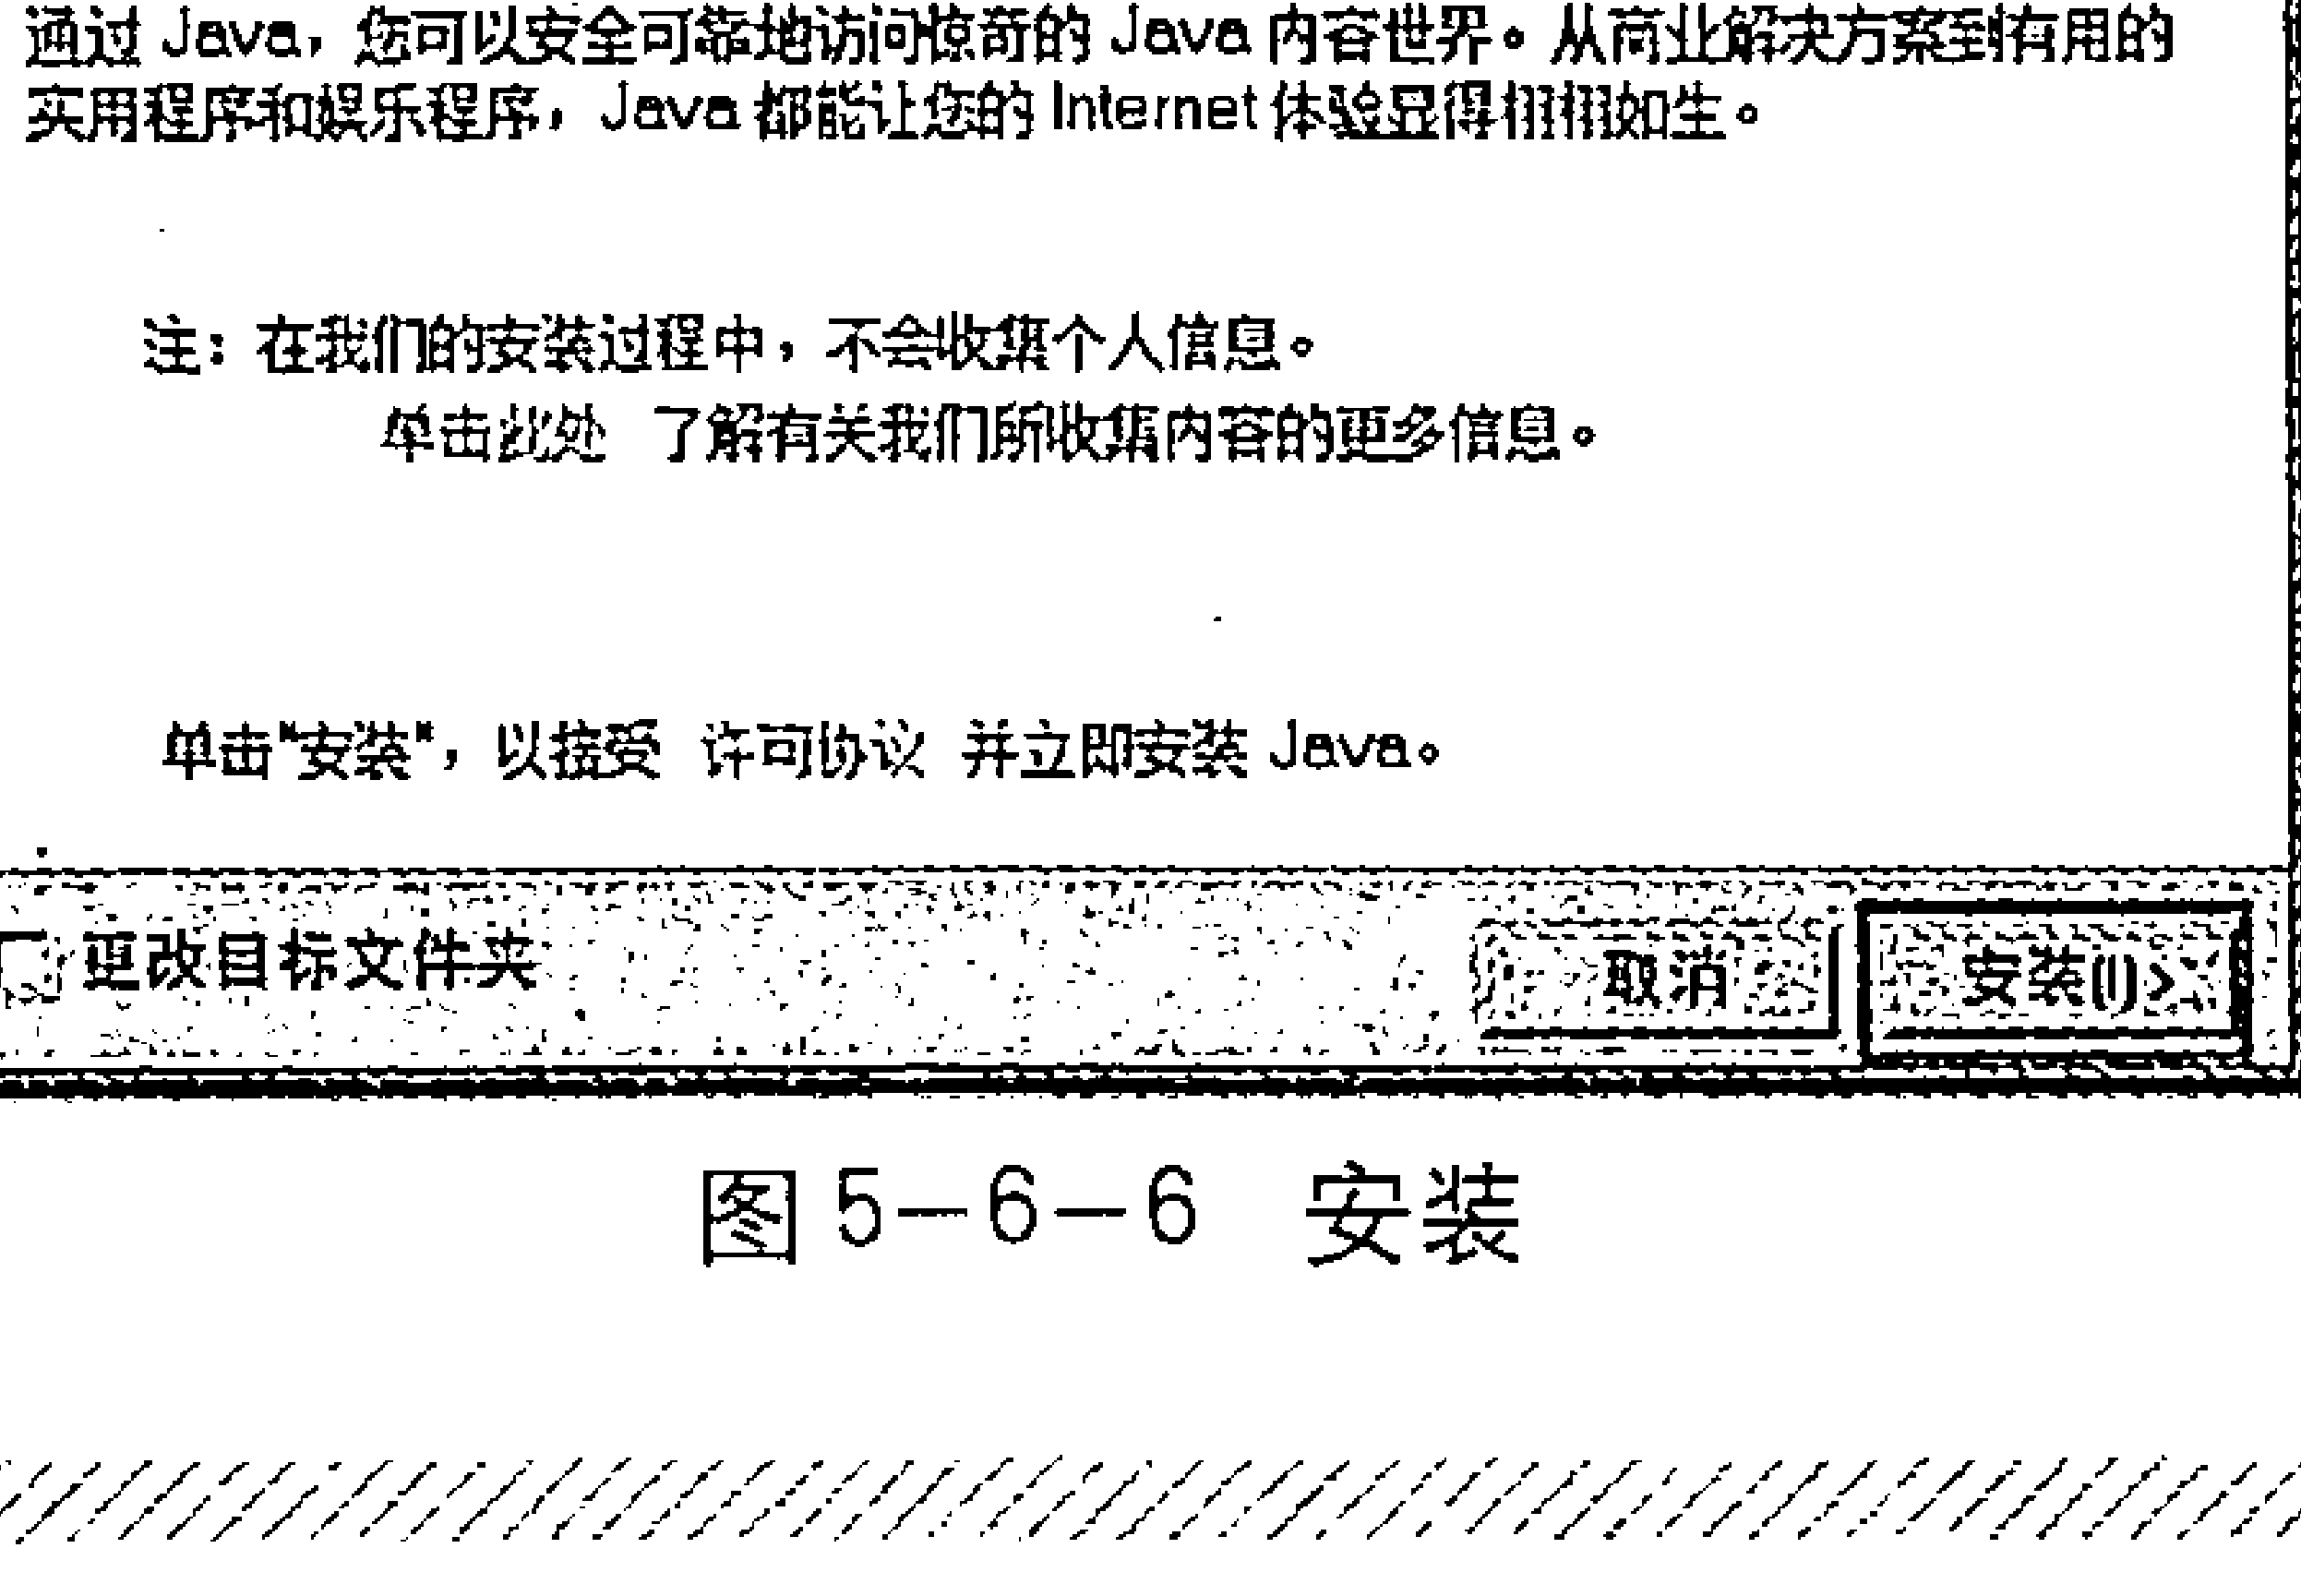 通过 Java，您可以安全可靠地访问惊奇的 Java 内容世界。从商业解决方案到有用的
实用程序和娱乐程序，Java 都能让您的 Internet 体验显得栩栩如生。
注：在我们的安装过程中，不会收集个人信息。
单击此处 了解有关我们所收集内容的更多信息。
单击"安装"，以接受 许可协议 并立即安装 Java。
更改目标文件夹 取消 安装(I)>
图 5－6－6 安装